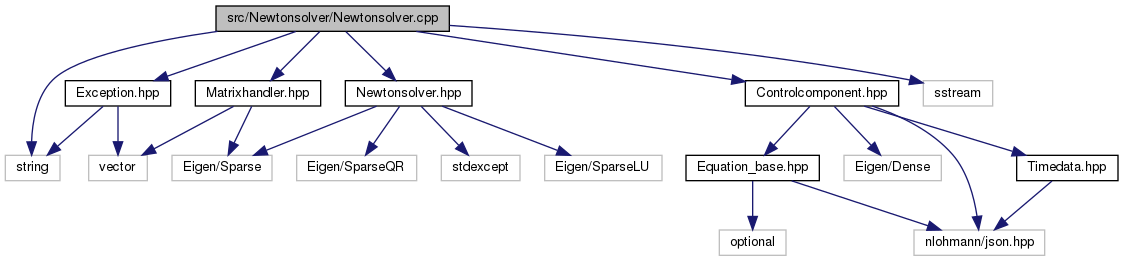 src/Newtonsolver/Newtonsolver.cpp
Exception.hpp
Matrixhandler.hpp
Newtonsolver.hpp
Controlcomponent.hpp
sstream
string
vector
Eigen/Sparse
Eigen/SparseQR
stdexcept
Eigen/SparseLU
Equation_base.hpp
Eigen/Dense
Timedata.hpp
optional
nlohmann/json.hpp